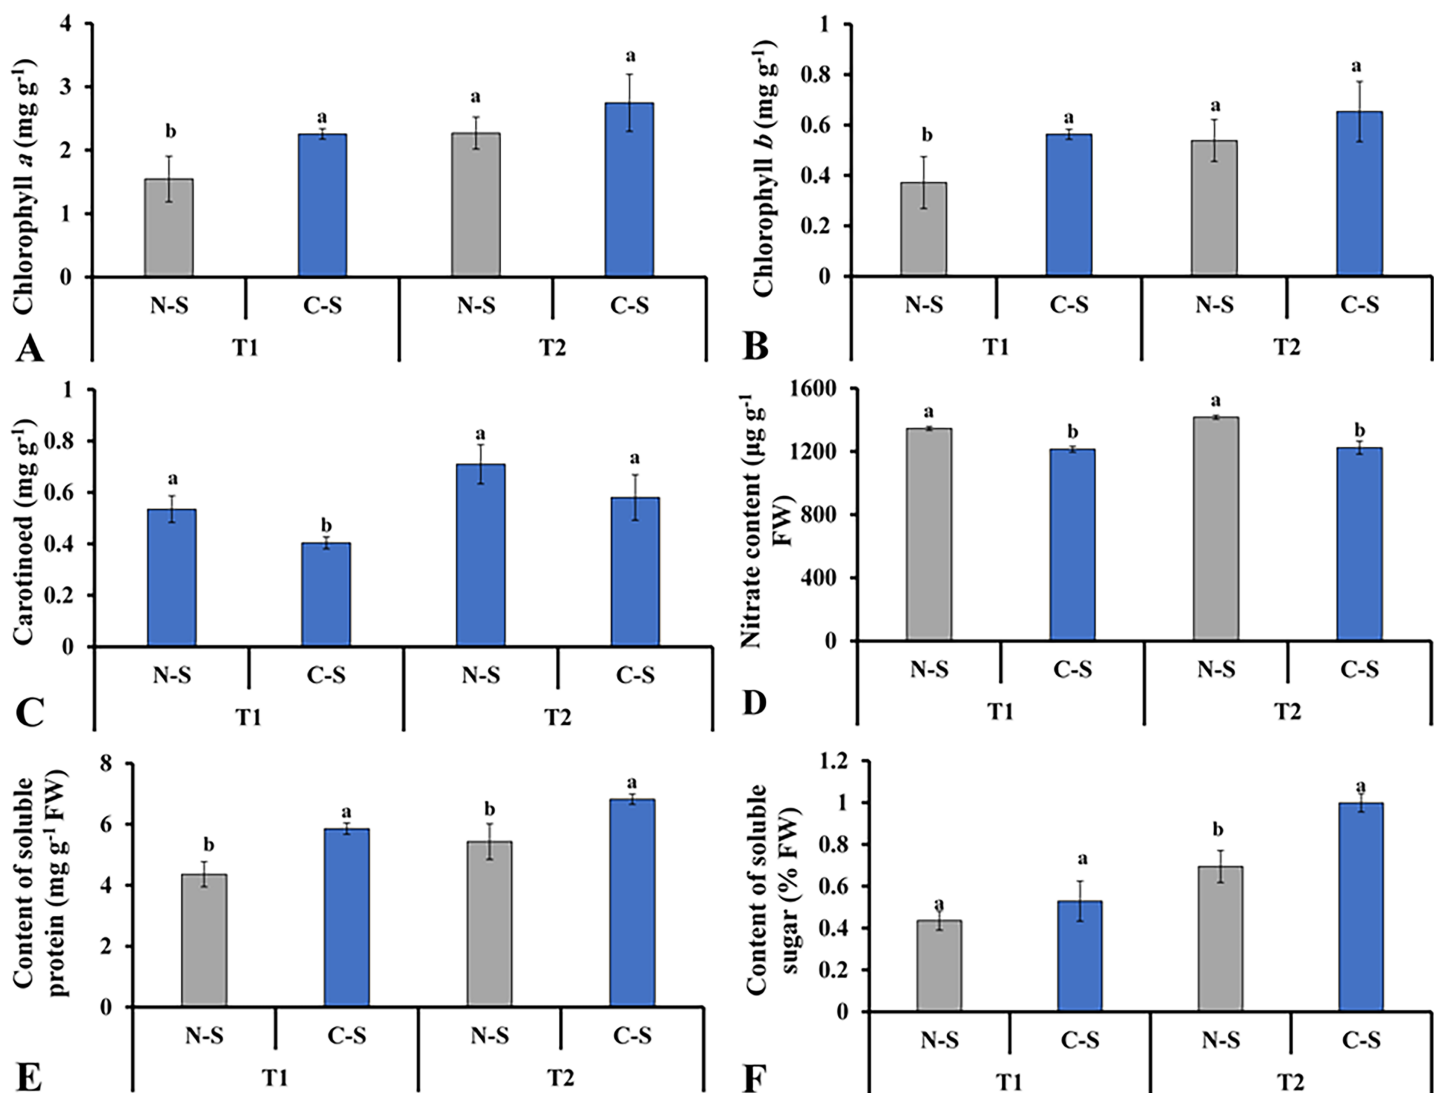 A
Chlorophyll a (mg g-1)
4
3
2
1
0
b
a
a
a
N-S
C-S
N-S
C-S
T1
T2
B
Chlorophyll b (mg g-1)
1
0.8
0.6
0.4
0.2
0
b
a
a
a
N-S
C-S
N-S
C-S
T1
T2
C
Carotinoed (mg g-1)
1
0.8
0.6
0.4
0.2
0
a
b
a
a
N-S
C-S
N-S
C-S
T1
T2
D
Nitrate content (µg g-1
FW)
1600
1200
800
400
0
a
b
a
b
N-S
C-S
N-S
C-S
T1
T2
E
Content of soluble
protein (mg g-1 FW)
8
6
4
2
0
b
a
b
a
N-S
C-S
N-S
C-S
T1
T2
F
Content of soluble
sugar (% FW)
1.2
1
0.8
0.6
0.4
0.2
0
a
a
b
a
N-S
C-S
N-S
C-S
T1
T2